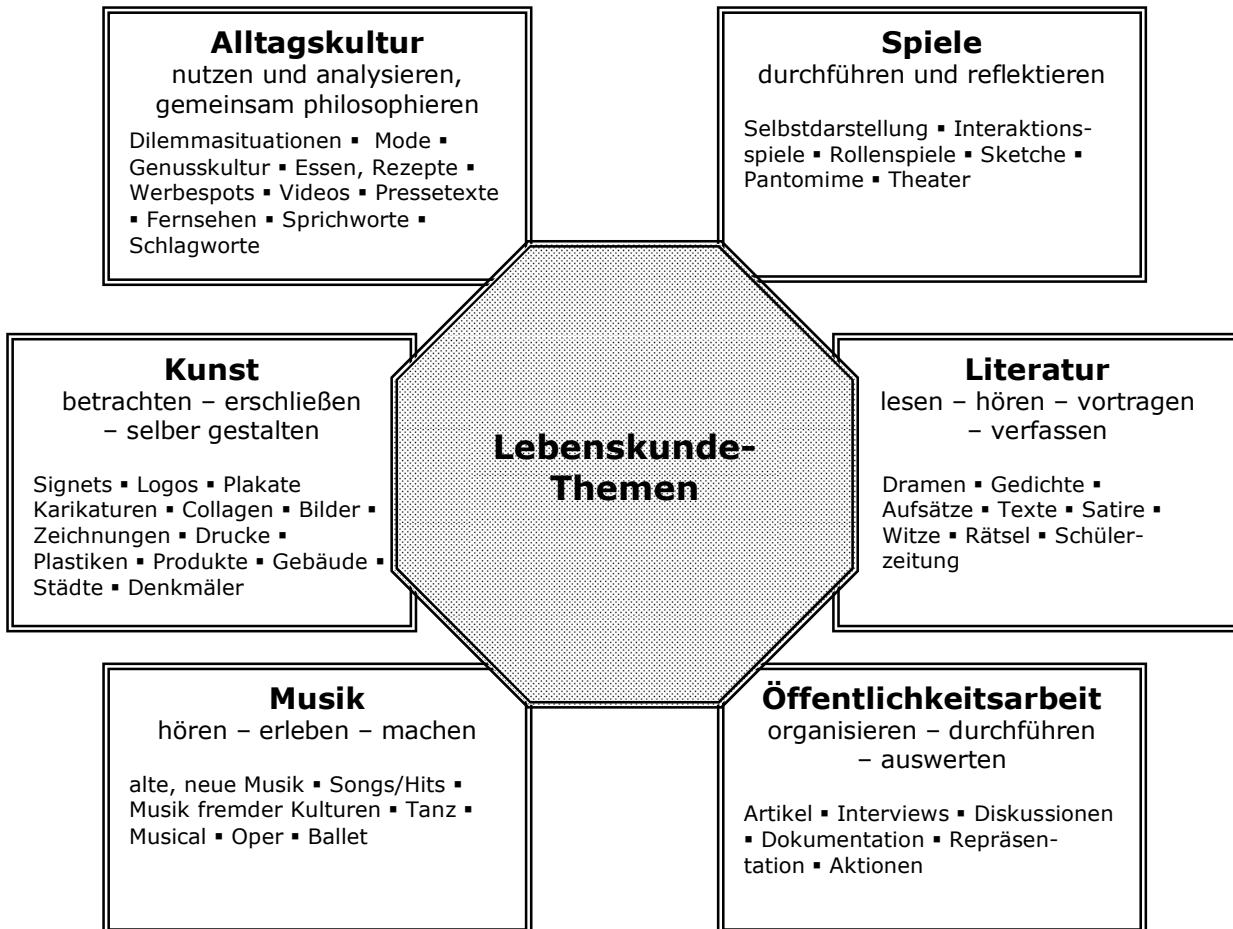 Alltagskultur
nutzen und analysieren,
gemeinsam philosophieren
Dilemmasituationen ▪ Mode ▪
Genusskultur ▪ Essen, Rezepte ▪
Werbespots ▪ Videos ▪ Pressetexte
▪ Fernsehen ▪ Sprichworte ▪
Schlagworte
Spiele
durchführen und reflektieren
Selbstdarstellung ▪ Interaktions-
spiele ▪ Rollenspiele ▪ Sketche ▪
Pantomime ▪ Theater
Kunst
betrachten – erschließen
– selber gestalten
Signets ▪ Logos ▪ Plakate
Karikaturen ▪ Collagen ▪ Bilder ▪
Zeichnungen ▪ Drucke ▪
Plastiken ▪ Produkte ▪ Gebäude ▪
Städte ▪ Denkmäler
Lebenskunde-
Themen
Literatur
lesen – hören – vortragen
– verfassen
Dramen ▪ Gedichte ▪
Aufsätze ▪ Texte ▪ Satire ▪
Witze ▪ Rätsel ▪ Schüler-
zeitung
Musik
hören – erleben – machen
alte, neue Musik ▪ Songs/Hits ▪
Musik fremder Kulturen ▪ Tanz ▪
Musical ▪ Oper ▪ Ballet
Öffentlichkeitsarbeit
organisieren – durchführen
– auswerten
Artikel ▪ Interviews ▪ Diskussionen
▪ Dokumentation ▪ Repräsen-
tation ▪ Aktionen